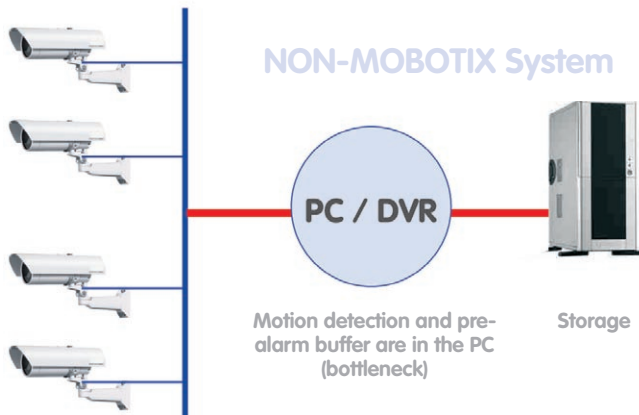 NON-MOBOTIX System
PC / DVR
Motion detection and pre-
alarm buffer are in the PC
(bottleneck)
Storage